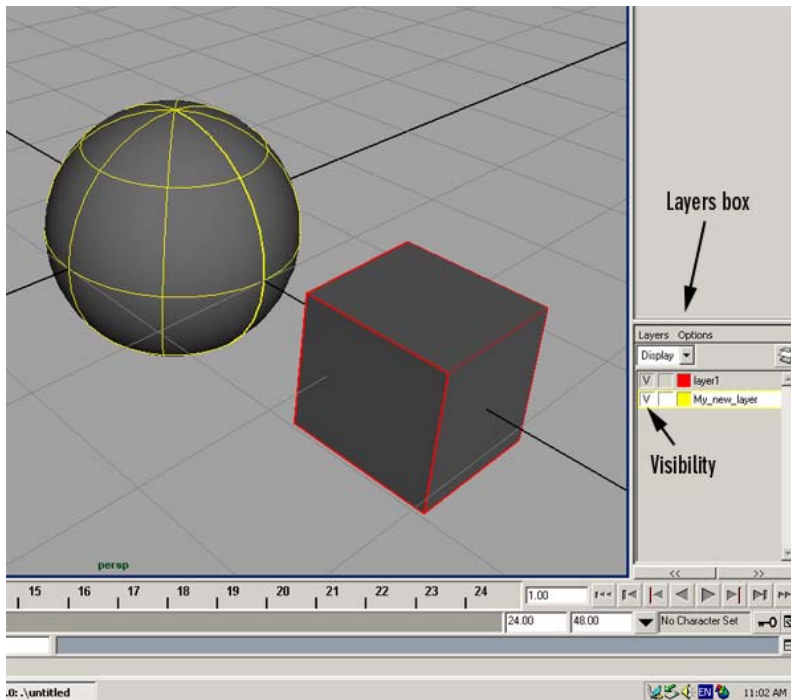 Layers box
Layers Options
Display
V layer1
V My_new_layer
Visibility
persp
<< >>
15 16 17 18 19 20 21 22 23 24 1.00
24.00 48.00 No Character Set
.0: .\untitled
EN 11:02 AM